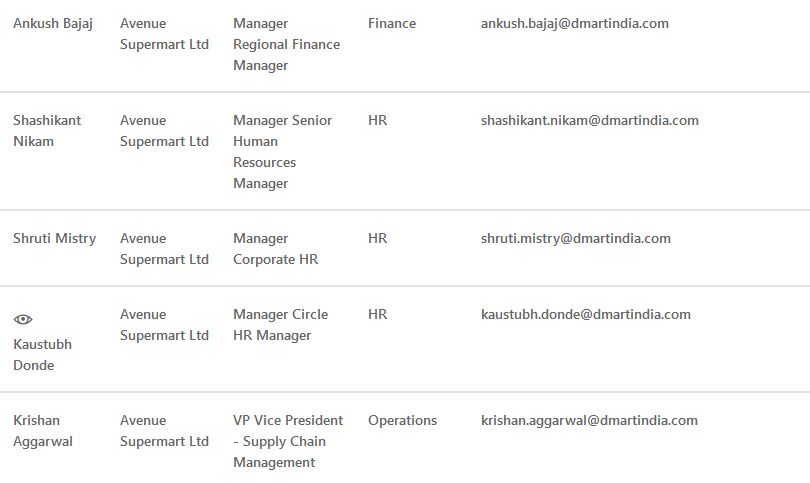 Ankush Bajaj Avenue Manager Finance ankush.bajaj@dmartindia.com
Supermart Ltd Regional Finance
Manager
Shashikant Avenue Manager Senior HR shashikant.nikam@dmartindia.com
Nikam Supermart Ltd Human
Resources
Manager
Shruti Mistry Avenue Manager HR shruti.mistry@dmartindia.com
Supermart Ltd Corporate HR
Avenue Manager Circle HR kaustubh.donde@dmartindia.com
Supermart Ltd HR Manager
Kaustubh
Donde
Krishan Avenue VP Vice President Operations krishan.aggarwal@dmartindia.com
Aggarwal Supermart Ltd - Supply Chain
Management